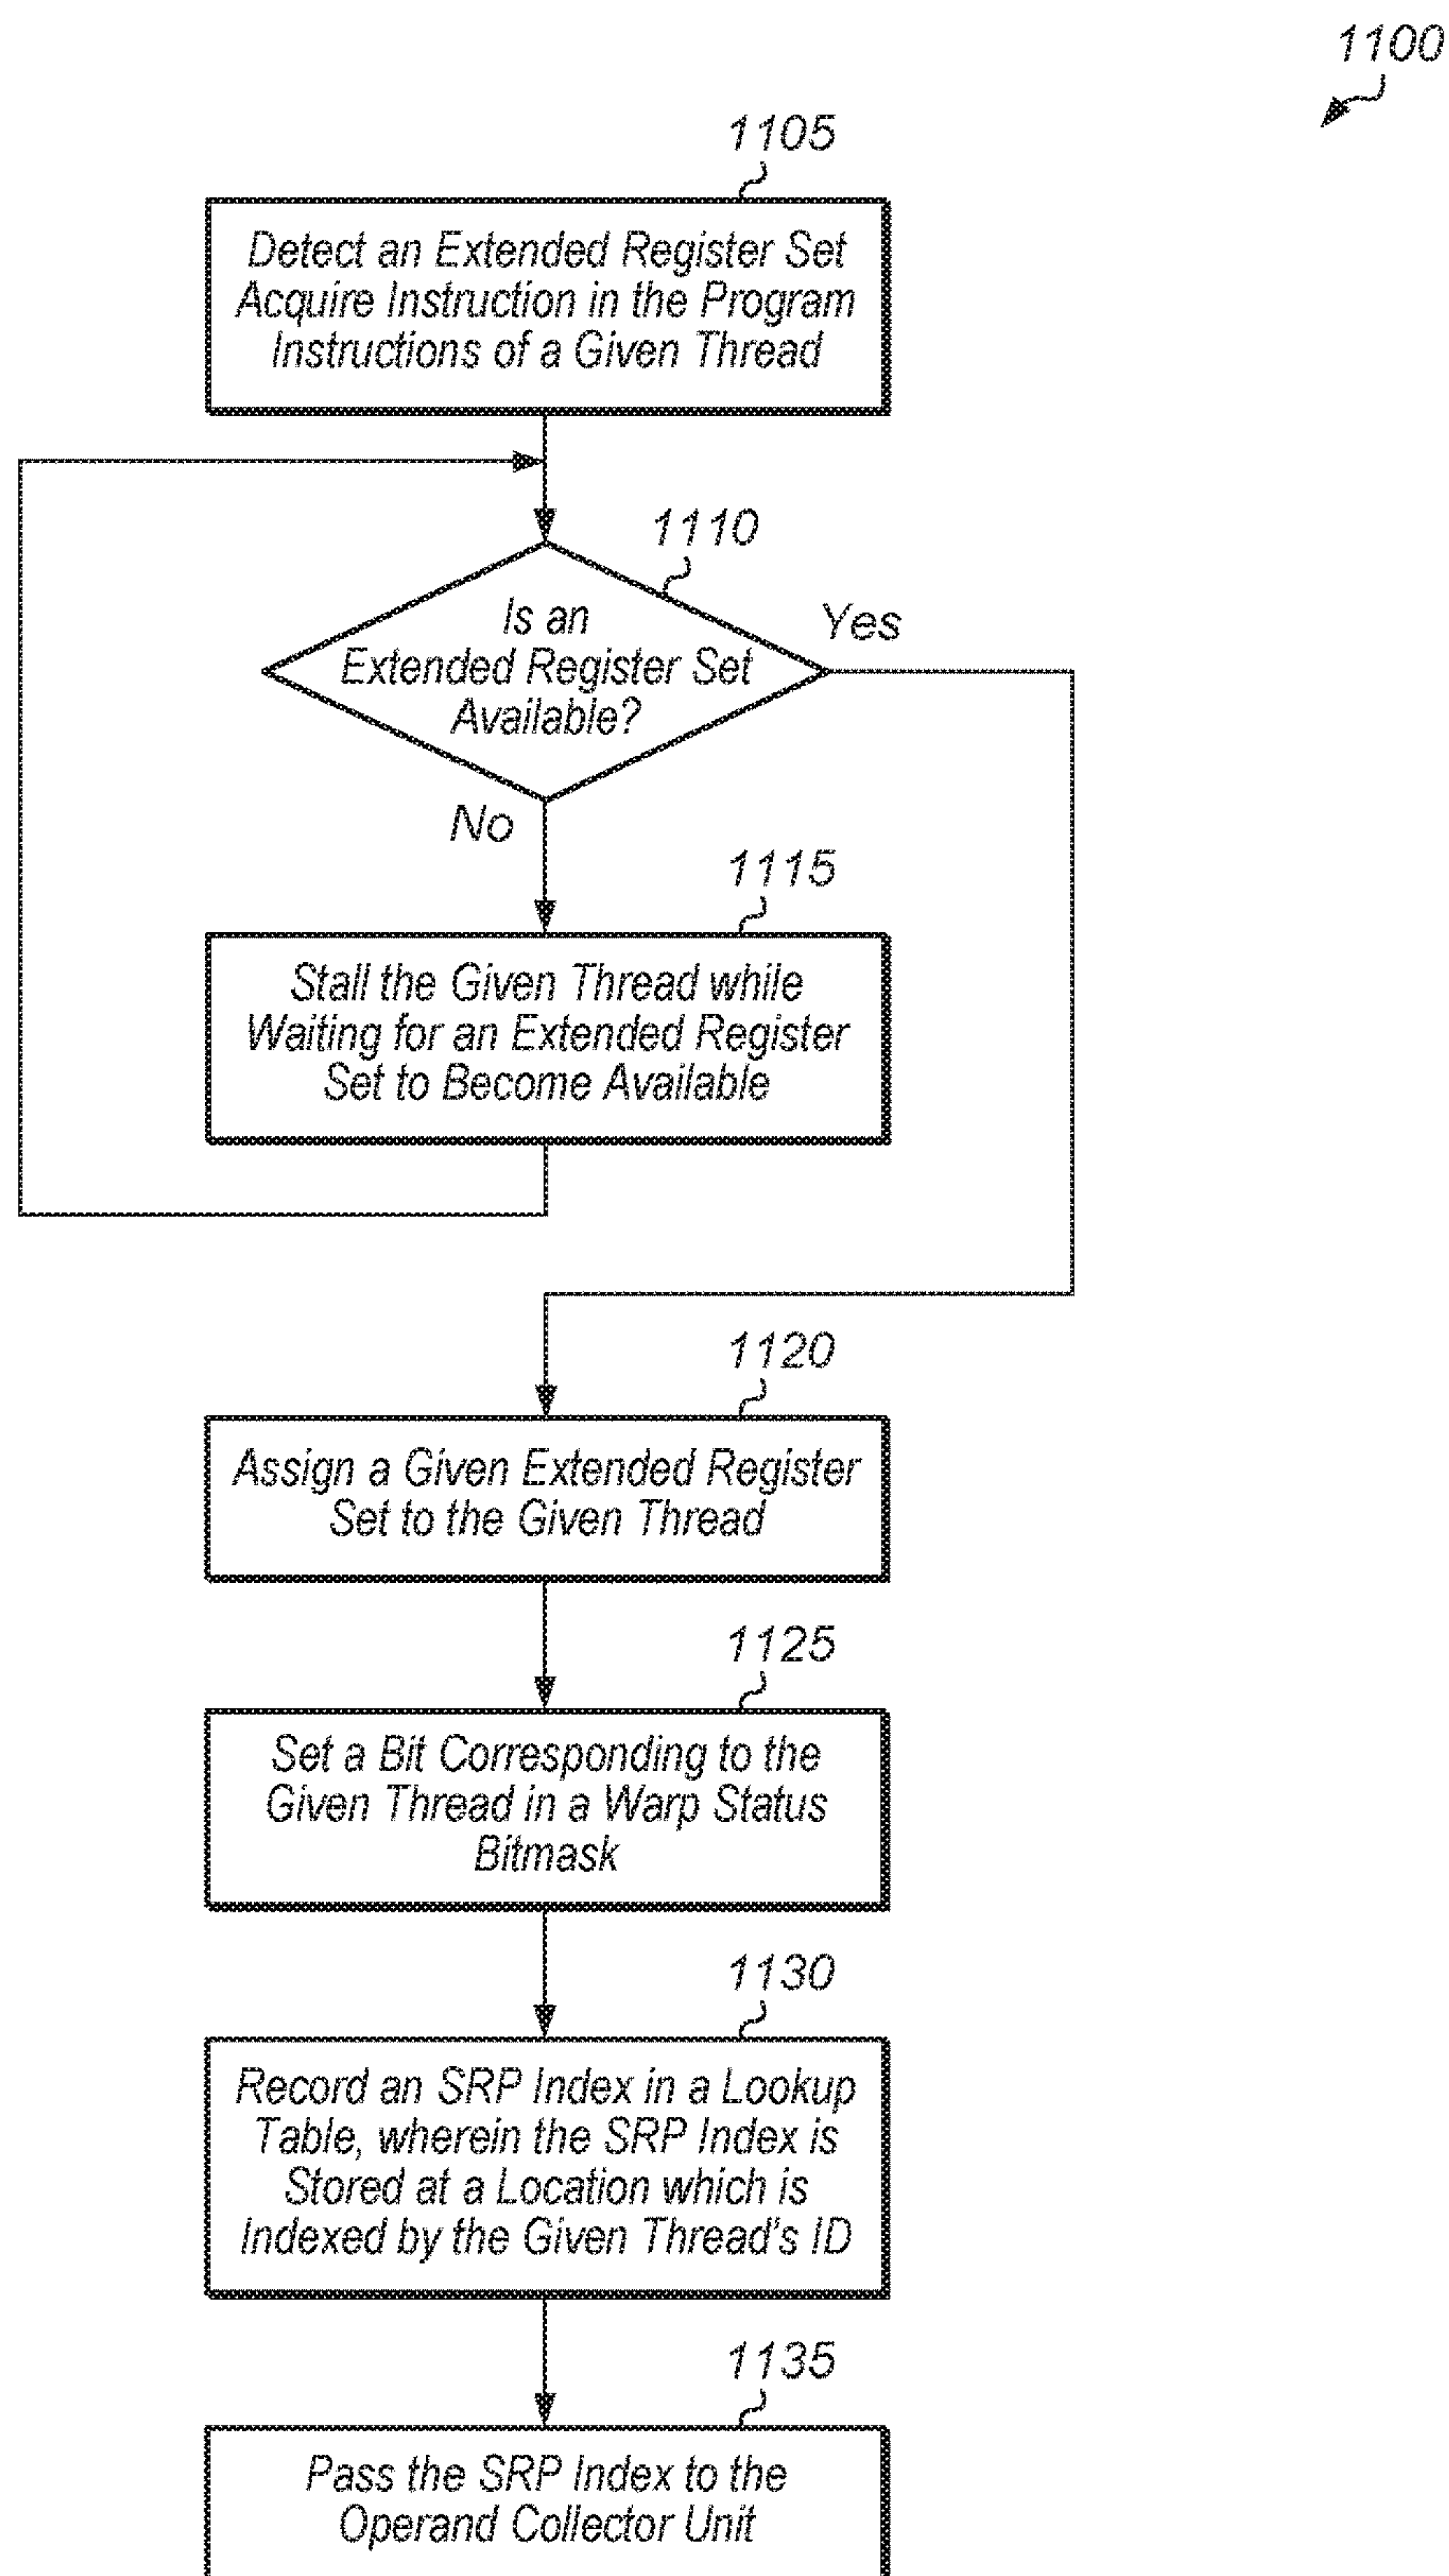 1100
1105
Detect an Extended Register Set
Acquire Instruction in the Program
Instructions of a Given Thread
1110
Is an
Extended Register Set
Available?
Yes
No
1115
Stall the Given Thread while
Waiting for an Extended Register
Set to Become Available
1120
Assign a Given Extended Register
Set to the Given Thread
1125
Set a Bit Corresponding to the
Given Thread in a Warp Status
Bitmask
1130
Record an SRP Index in a Lookup
Table, wherein the SRP Index is
Stored at a Location which is
Indexed by the Given Thread's ID
1135
Pass the SRP Index to the
Operand Collector Unit